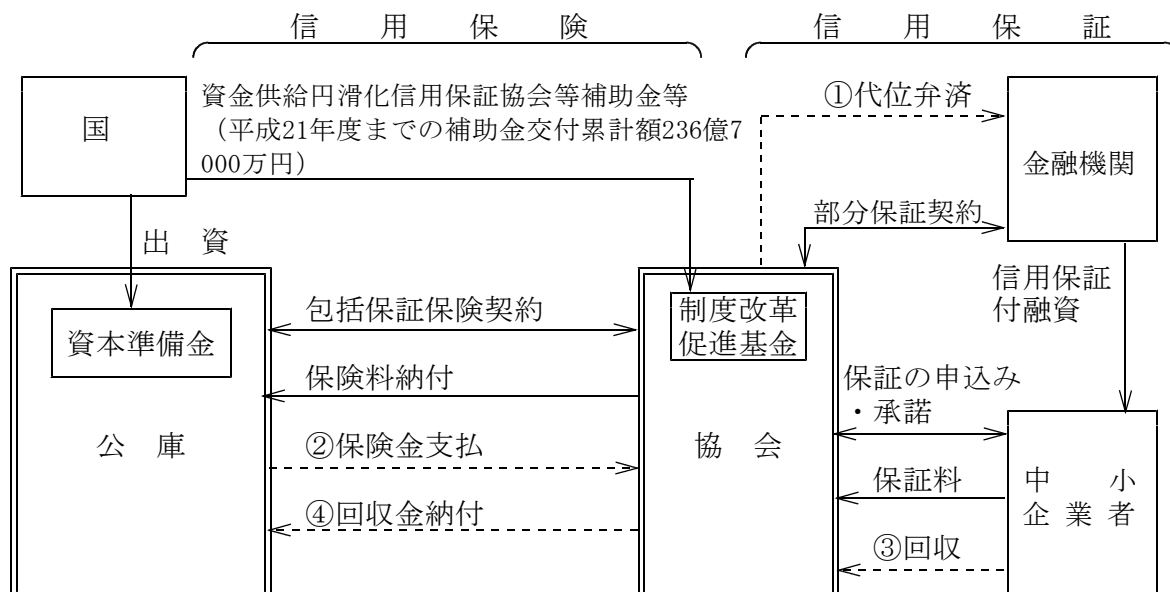 信用保険
信用保証
国
資金供給円滑化信用保証協会等補助金等
（平成21年度までの補助金交付累計額236億7
000万円）
①代位弁済
金融機関
部分保証契約
出資
信用保証
付融資
資本準備金
包括保証保険契約
制度改革
促進基金
保険料納付
保証の申込み
・承諾
公庫
②保険金支払
協会
保証料
中小
企業者
④回収金納付
③回収